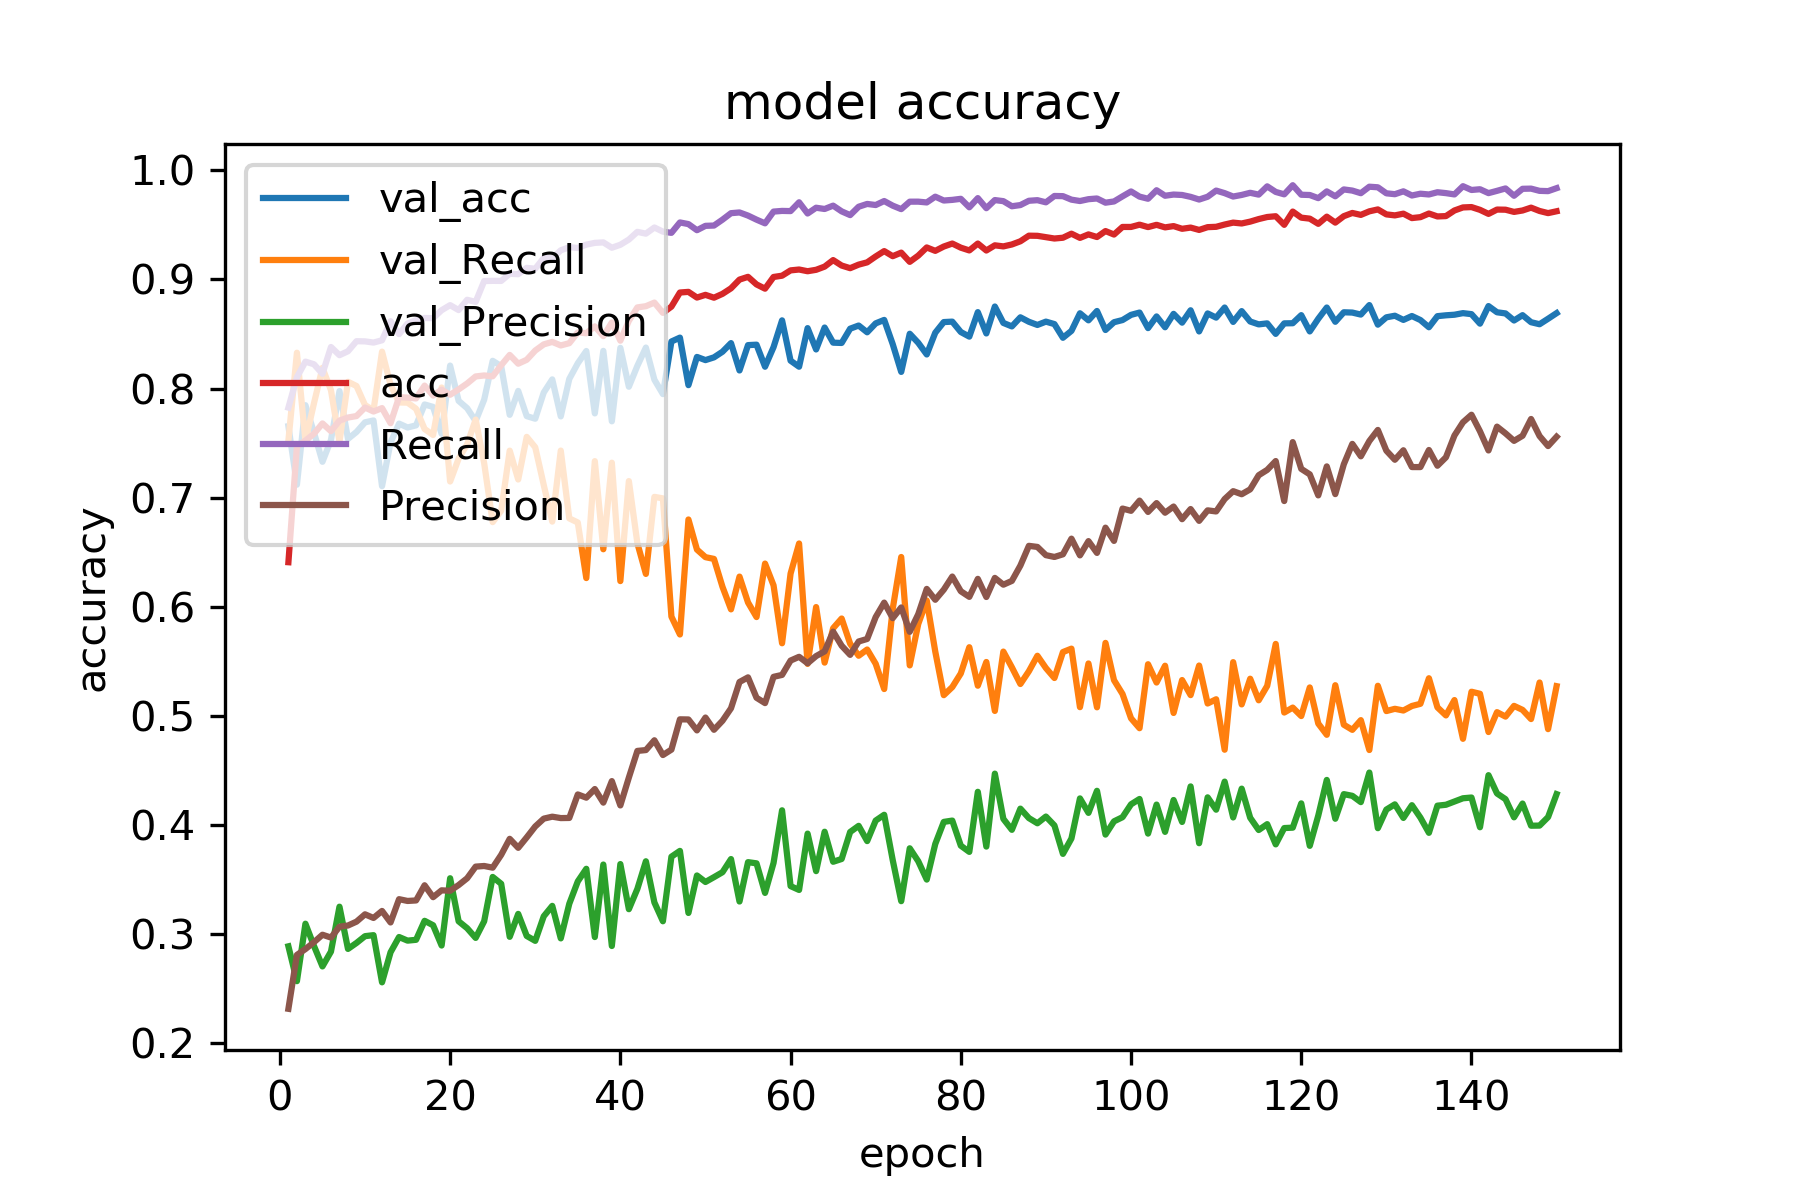 model accuracy
accuracy
1.0
0.9
0.8
0.7
0.6
0.5
0.4
0.3
0.2
val_acc
val_Recall
val_Precision
acc
Recall
Precision
0 20 40 60 80 100 120 140
epoch